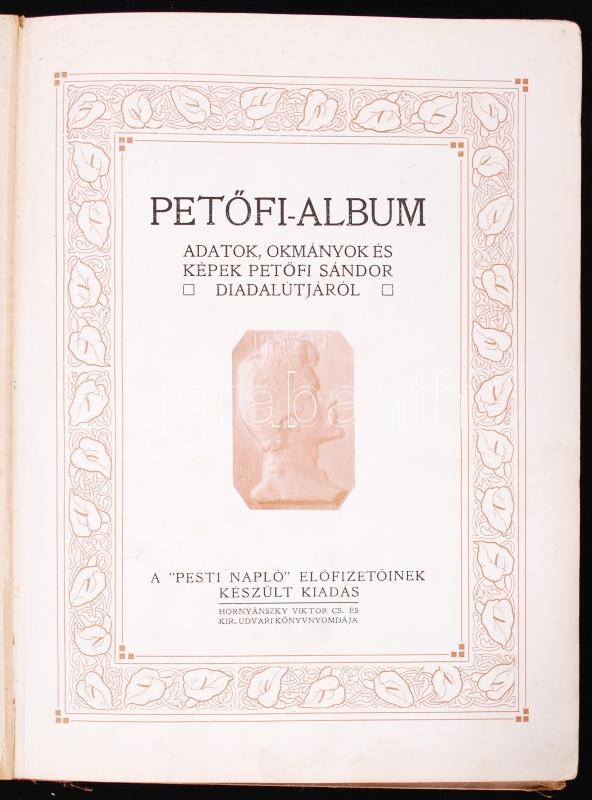 PETŐFI-ALBUM
ADATOK, OKMÁNYOK ÉS
KÉPEK PETŐFI SÁNDOR
DIADALÚTJÁRÓL
darabanth
A "PESTI NAPLÓ" ELŐFIZETŐINEK
KÉSZÜLT KIADÁS
HORNYÁNSZKY VIKTOR CS. ÉS
KIR. UDVARI KÖNYVNYOMDÁJA